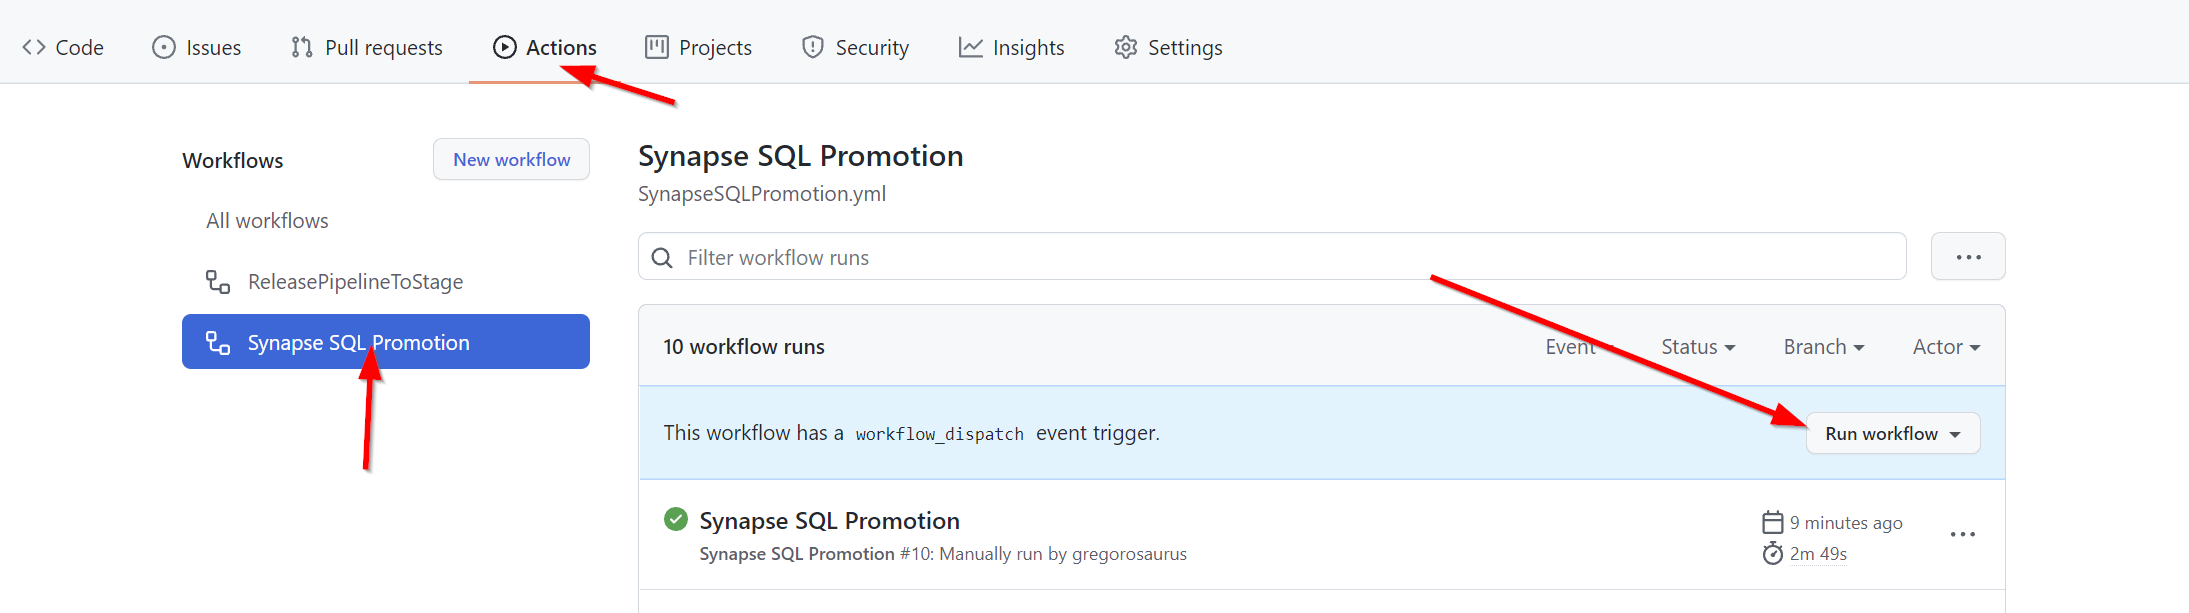 Code Issues Pull requests Actions Projects Security Insights Settings
Workflows
New workflow
All workflows
ReleasePipelineToStage
Synapse SQL Promotion
Synapse SQL Promotion
SynapseSQLPromotion.yml
Filter workflow runs
10 workflow runs
Event Status Branch Actor
This workflow has a workflow_dispatch event trigger.
Run workflow
Synapse SQL Promotion
Synapse SQL Promotion #10: Manually run by gregorosaurus
9 minutes ago
2m 49s